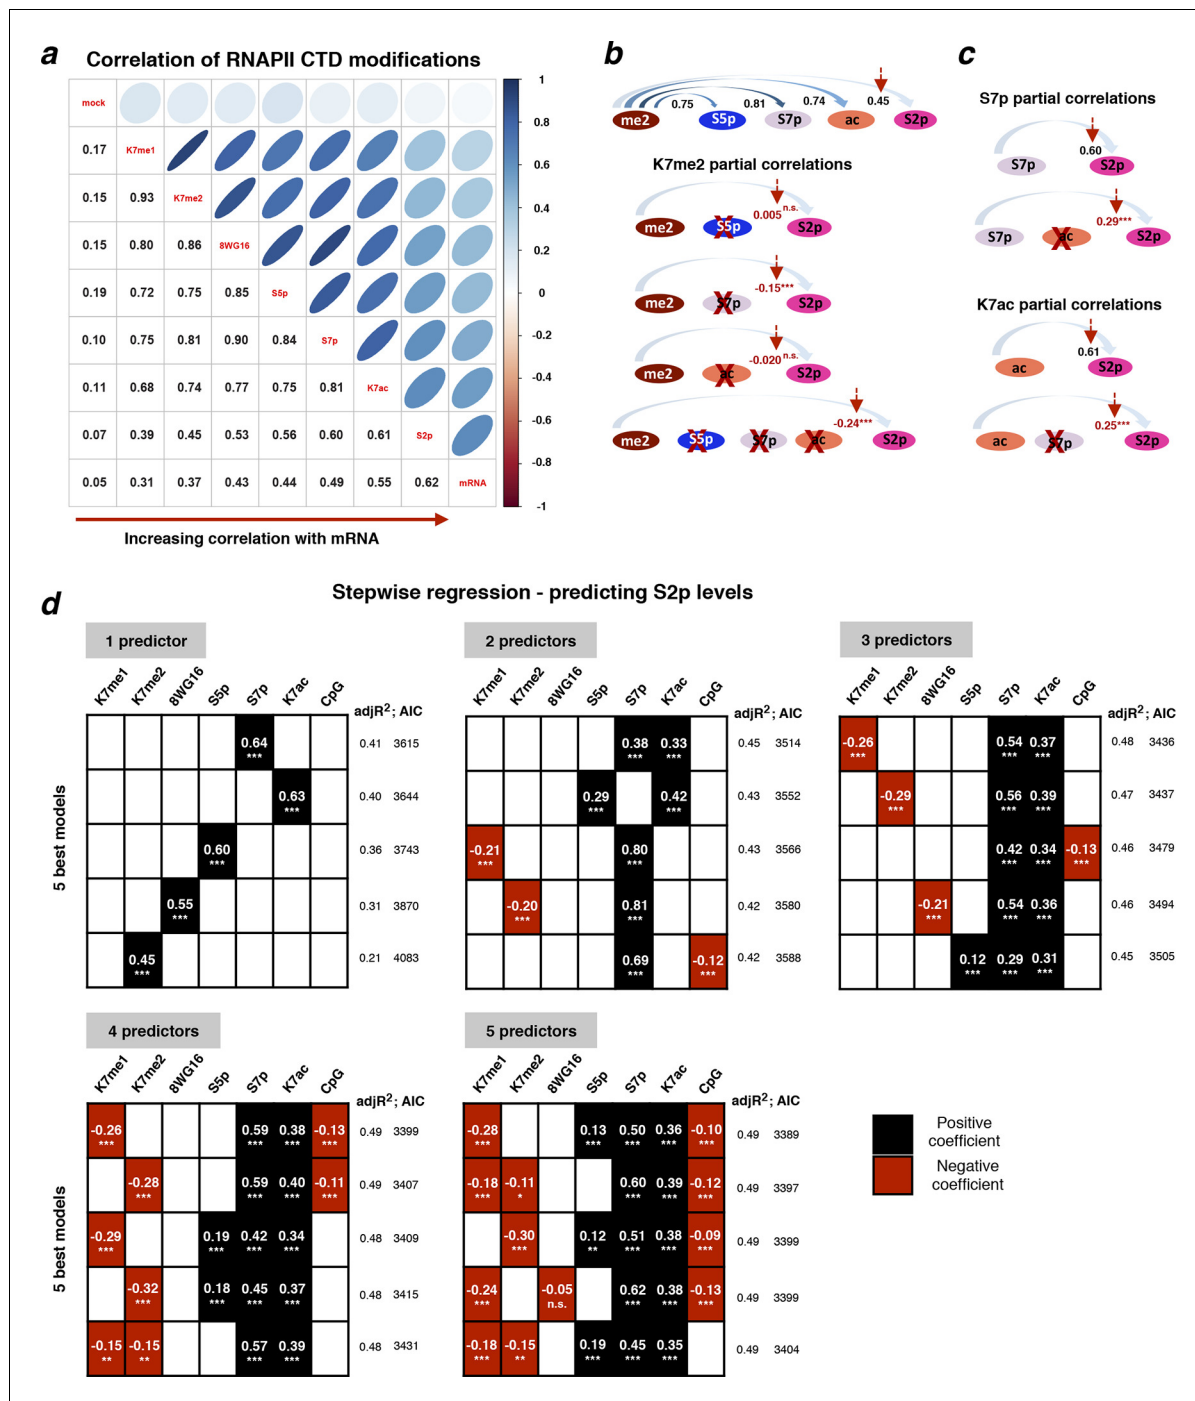 a
Correlation of RNAPII CTD modifications
mock
0.17 K7me1
0.15 0.93 K7me2
0.15 0.80 0.86 8WG16
0.19 0.72 0.75 0.85 S5p
0.10 0.75 0.81 0.90 0.84 S7p
0.11 0.68 0.74 0.77 0.75 0.81 K7ac
0.07 0.39 0.45 0.53 0.56 0.60 0.61 S2p
0.05 0.31 0.37 0.43 0.44 0.49 0.55 0.62 mRNA
1
0.8
0.6
0.4
0.2
0
-0.2
-0.4
-0.6
-0.8
-1
Increasing correlation with mRNA
b
0.75 0.81 0.74 0.45
me2 S5p S7p ac S2p
K7me2 partial correlations
0.005 n.s.
me2 S5p S2p
-0.15***
me2 S7p S2p
-0.020 n.s.
me2 ac S2p
-0.24***
me2 S5p S7p ac S2p
c
S7p partial correlations
0.60
S7p S2p
0.29***
S7p ac S2p
K7ac partial correlations
0.61
ac S2p
0.25***
ac S7p S2p
d
Stepwise regression - predicting S2p levels
1 predictor
K7me1 K7me2 8WG16 S5p S7p K7ac CpG
adjR2; AIC
5 best models
0.64 *** 0.41 3615
0.63 *** 0.40 3644
0.60 *** 0.36 3743
0.55 *** 0.31 3870
0.45 *** 0.21 4083
2 predictors
K7me1 K7me2 8WG16 S5p S7p K7ac CpG
adjR2; AIC
0.38 *** 0.33 *** 0.45 3514
0.29 *** 0.42 *** 0.43 3552
-0.21 *** 0.80 *** 0.43 3566
-0.20 *** 0.81 *** 0.42 3580
0.69 *** -0.12 *** 0.42 3588
3 predictors
K7me1 K7me2 8WG16 S5p S7p K7ac CpG
adjR2; AIC
-0.26 *** 0.54 *** 0.37 *** 0.48 3436
-0.29 *** 0.56 *** 0.39 *** 0.47 3437
0.42 *** 0.34 *** -0.13 *** 0.46 3479
-0.21 *** 0.54 *** 0.36 *** 0.46 3494
0.12 *** 0.29 *** 0.31 *** 0.45 3505
4 predictors
K7me1 K7me2 8WG16 S5p S7p K7ac CpG
adjR2; AIC
5 best models
-0.26 *** 0.59 *** 0.38 *** -0.13 *** 0.49 3399
-0.28 *** 0.59 *** 0.40 *** -0.11 *** 0.49 3407
-0.29 *** 0.19 *** 0.42 *** 0.34 *** 0.48 3409
-0.32 *** 0.18 *** 0.45 *** 0.37 *** 0.48 3415
-0.15 ** -0.15 ** 0.57 *** 0.39 *** 0.48 3431
5 predictors
K7me1 K7me2 8WG16 S5p S7p K7ac CpG
adjR2; AIC
-0.28 *** 0.13 *** 0.50 *** 0.36 *** -0.10 *** 0.49 3389
-0.18 *** -0.11 * 0.60 *** 0.39 *** -0.12 *** 0.49 3397
-0.30 *** 0.12 ** 0.51 *** 0.38 *** -0.09 *** 0.49 3399
-0.24 *** -0.05 n.s. 0.62 *** 0.38 *** -0.13 *** 0.49 3399
-0.18 *** -0.15 ** 0.19 *** 0.45 *** 0.35 *** 0.49 3404
Positive
coefficient
Negative
coefficient